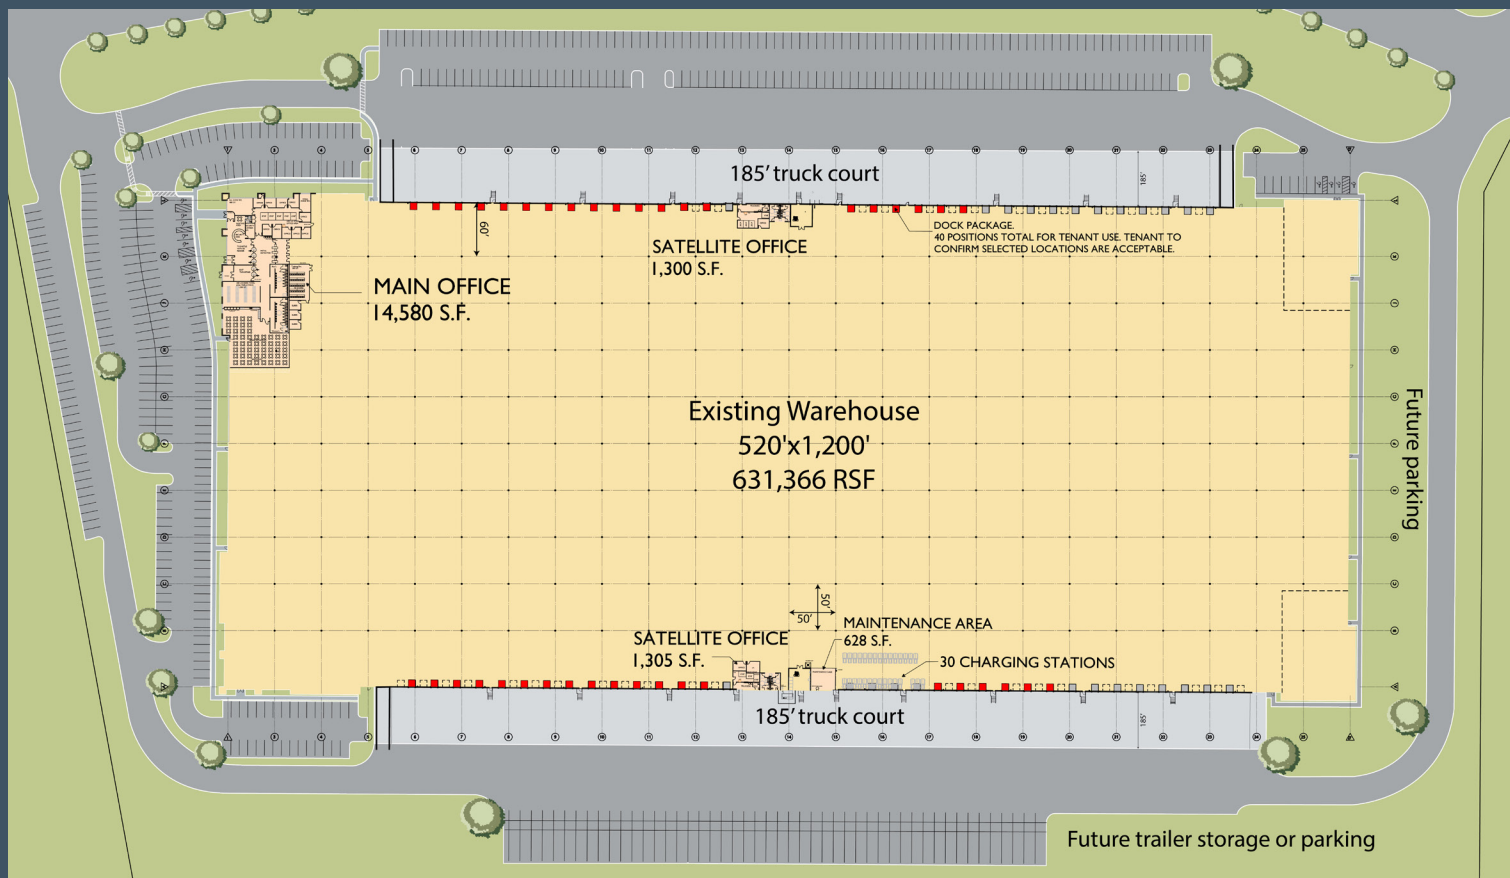 185' truck court
185'
60'
SATELLITE OFFICE
1,300 S.F.
DOCK PACKAGE.
40 POSITIONS TOTAL FOR TENANT USE. TENANT TO
CONFIRM SELECTED LOCATIONS ARE ACCEPTABLE.
MAIN OFFICE
14,580 S.F.
Existing Warehouse
520'x1,200'
631,366 RSF
Future parking
50'
50'
MAINTENANCE AREA
628 S.F.
SATELLITE OFFICE
1,305 S.F.
30 CHARGING STATIONS
185' truck court
185'
Future trailer storage or parking